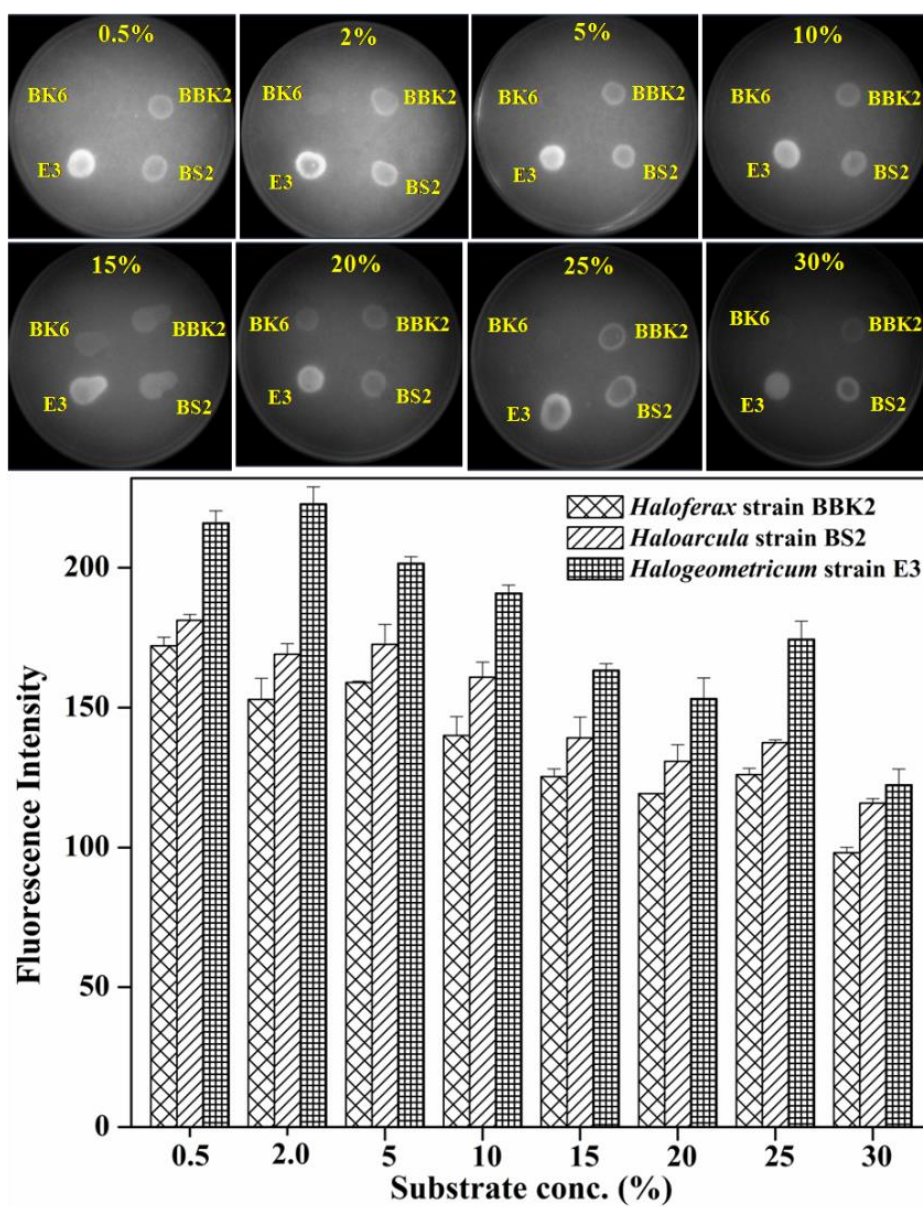 0.5%
BK6
BBK2
E3
BS2
2%
BK6
BBK2
E3
BS2
5%
BK6
BBK2
E3
BS2
10%
BK6
BBK2
E3
BS2
15%
BK6
BBK2
E3
BS2
20%
BK6
BBK2
E3
BS2
25%
BK6
BBK2
E3
BS2
30%
BK6
BBK2
E3
BS2
Haloferax strain BBK2
Haloarcula strain BS2
Halogeometricum strain E3
Fluorescence Intensity
200
150
100
50
0
0.5 2.0 5 10 15 20 25 30
Substrate conc. (%)